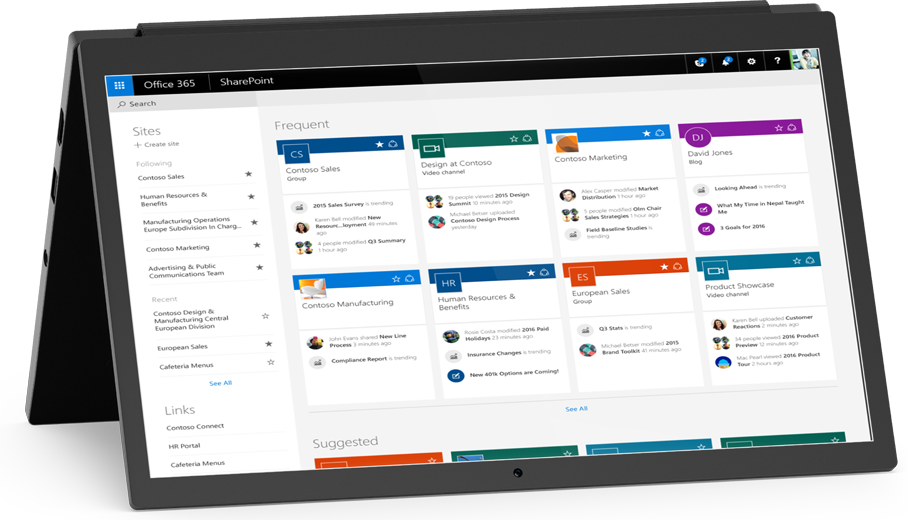 Office 365
SharePoint
?
Search
Sites
+ Create site
Following
Contoso Sales
Human Resources &
Benefits
Manufacturing Operations
Europe Subdivision In Charg...
Contoso Marketing
Advertising & Public
Communications Team
Recent
Contoso Design &
Manufacturing Central
European Division
European Sales
Cafeteria Menus
See All
Links
Contoso Connect
HR Portal
Cafeteria Menus
Frequent
CS
Contoso Sales
Group
2015 Sales Survey is trending
Karen Bell modified New
Resourc...loyment 49 minutes
ago
4 people modified Q3 Summary
1 hour ago
Design at Contoso
Video channel
19 people viewed 2015 Design
Summit 10 minutes ago
Michael Betser uploaded
Contoso Design Process
yesterday
Contoso Marketing
Alex Casper modified Market
Distribution 1 hour ago
5 people modified Olm Chair
Sales Strategies 1 hour ago
Field Baseline Studies is
trending
DJ
David Jones
Blog
Looking Ahead is trending
What My Time in Nepal Taught
Me
3 Goals for 2016
Contoso Manufacturing
John Evans shared New Line
Process 3 minutes ago
Compliance Report is trending
HR
Human Resources &
Benefits
Rosie Costa modified 2016 Paid
Holidays 23 minutes ago
Insurance Changes is trending
New 401k Options are Coming!
ES
European Sales
Group
Q3 Stats is trending
Michael Betser modified 2015
Brand Toolkit 41 minutes ago
Product Showcase
Video channel
Karen Bell uploaded Customer
Reactions 2 minutes ago
34 people viewed 2016 Product
Preview 12 minutes ago
Mac Pean viewed 2016 Product
Tour 2 hours ago
See All
Suggested